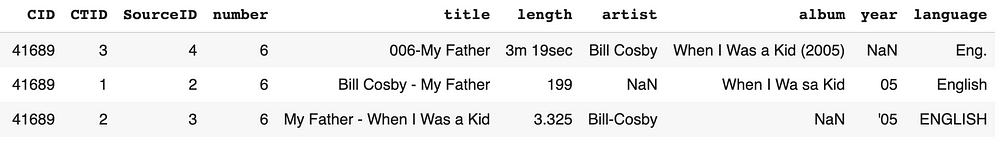 CID CTID SourceID number title length artist album year language
41689 3 4 6 006-My Father 3m 19sec Bill Cosby When I Was a Kid (2005) NaN Eng.
41689 1 2 6 Bill Cosby - My Father 199 NaN When I Wa sa Kid 05 English
41689 2 3 6 My Father - When I Was a Kid 3.325 Bill-Cosby NaN '05 ENGLISH